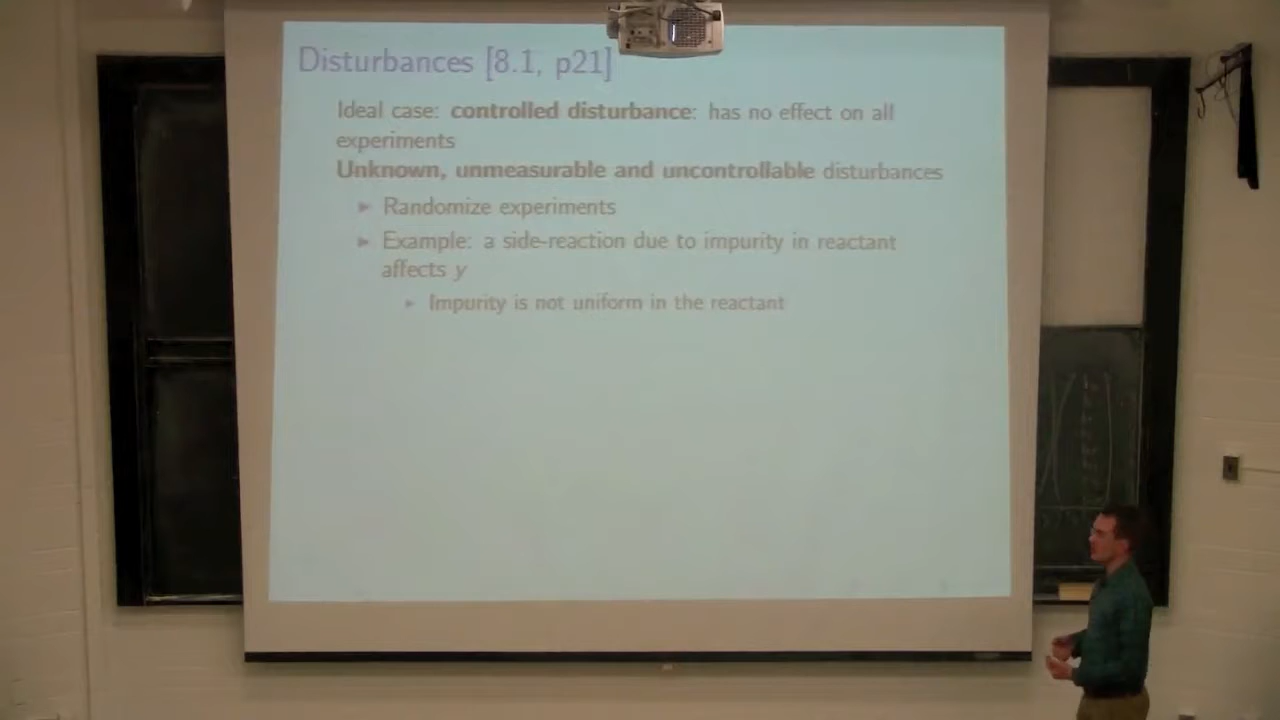 Disturbances [8.1, p21]
Ideal case: controlled disturbance: has no effect on all
experiments
Unknown, unmeasurable and uncontrollable disturbances
Randomize experiments
Example: a side-reaction due to impurity in reactant
affects y
Impurity is not uniform in the reactant